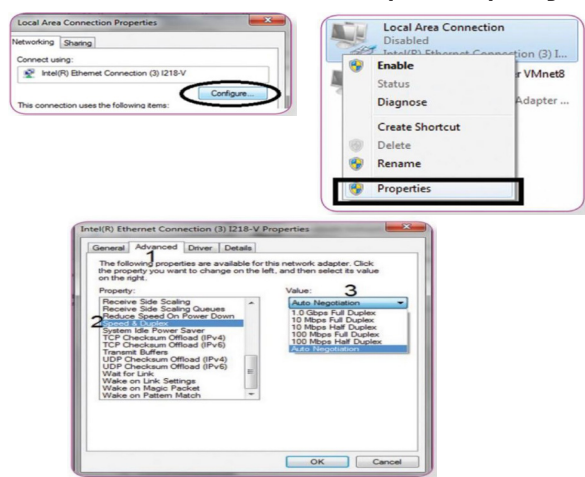 Local Area Connection Properties
Networking
Sharing
Connect using:
Intel(R) Ethernet Connection (3) I218-V
Configure...
This connection uses the following items:
Local Area Connection
Disabled
Intel(R) Ethernet Connection (3) I...
Enable
r VMnet8
Status
Diagnose
Adapter ...
Create Shortcut
Delete
Rename
Properties
Intel(R) Ethernet Connection (3) I218-V Properties
General
Advanced
Driver
Details
1
The following properties are available for this network adapter. Click
the property you want to change on the left, and then select its value
on the right.
Property:
Receive Side Scaling
Receive Side Scaling Queues
Reduce Speed On Power Down
2
Speed & Duplex
System Idle Power Saver
TCP Checksum Offload (IPv4)
TCP Checksum Offload (IPv6)
Transmit Buffers
UDP Checksum Offload (IPv4)
UDP Checksum Offload (IPv6)
Wait for Link
Wake on Link Settings
Wake on Magic Packet
Wake on Pattern Match
Value:
3
Auto Negotiation
1.0 Gbps Full Duplex
10 Mbps Full Duplex
10 Mbps Half Duplex
100 Mbps Full Duplex
100 Mbps Half Duplex
Auto Negotiation
OK
Cancel